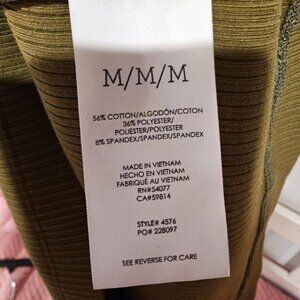 M/M/M
56% COTTON/ALGODÓN/COTON
36% POLYESTER/
POLIESTER/POLYESTER
8% SPANDEX/SPANDEX/SPANDEX
MADE IN VIETNAM
HECHO EN VIETNAM
FABRIQUÉ AU VIETNAM
RN#54077
CA#59814
STYLE# 4576
PO# 228097
SEE REVERSE FOR CARE